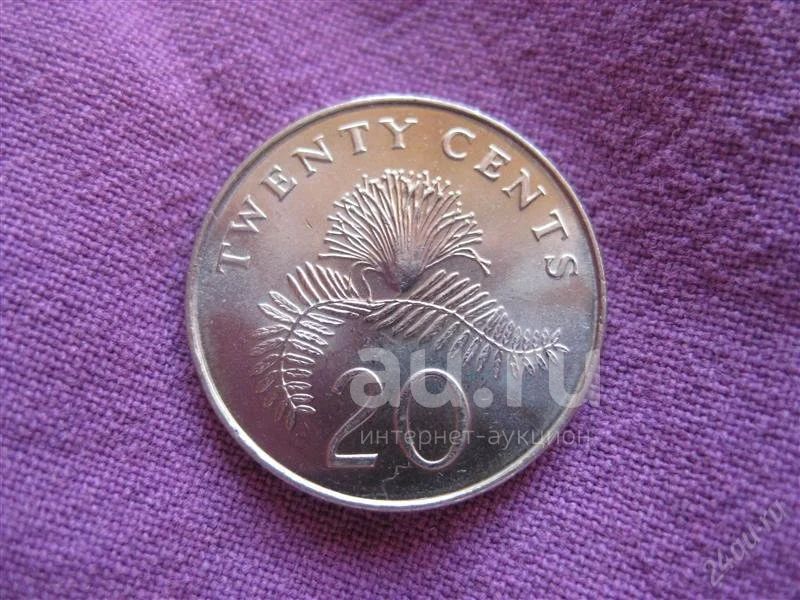 TWENTY CENTS
20
au.ru
интернет-аукцион
24au.ru